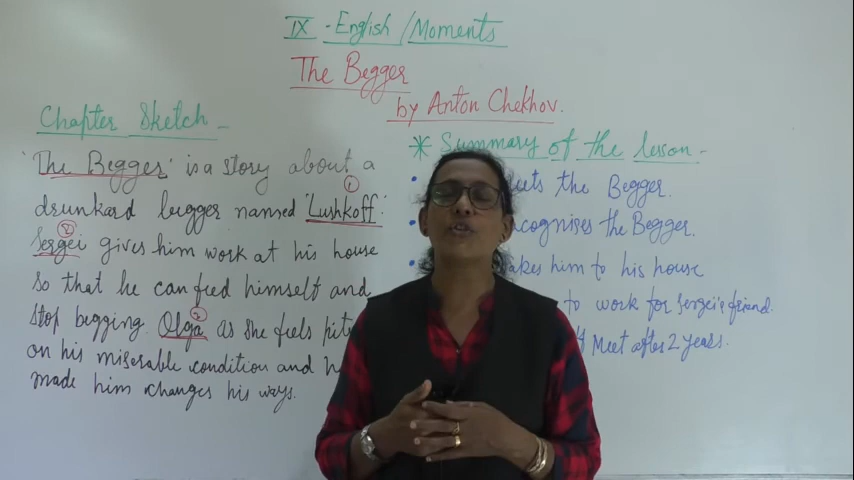 IX - English / Moments
The Begger
by Anton Chekhov.
Chapter Sketch -
'The Begger' is a story about a
1
drunkard begger named 'Lushkoff'.
2
Sergei gives him work at his house
so that he can feed himself and
stop begging. Olga as she feels
on his miserable condition and
made him changes his ways.
* Summary of the lesson -
• the Begger.
• the Begger.
• him to his house
to work for Sergei's friend.
Meet after 2 years.